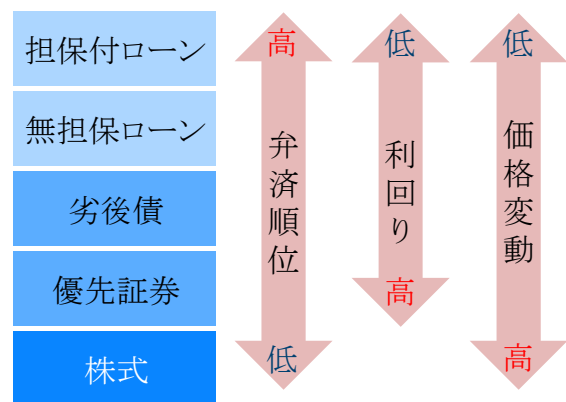 担保付ローン
無担保ローン
劣後債
優先証券
株式
高
弁済順位
低
低
利回り
高
低
価格変動
高